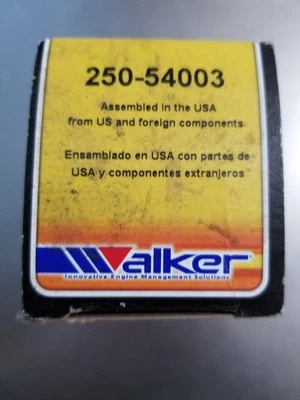 250-54003
Assembled in the USA
from US and foreign components
Ensamblado en USA con partes de
USA y componentes extranjeros
Walker
Innovative Engine Management Solutions